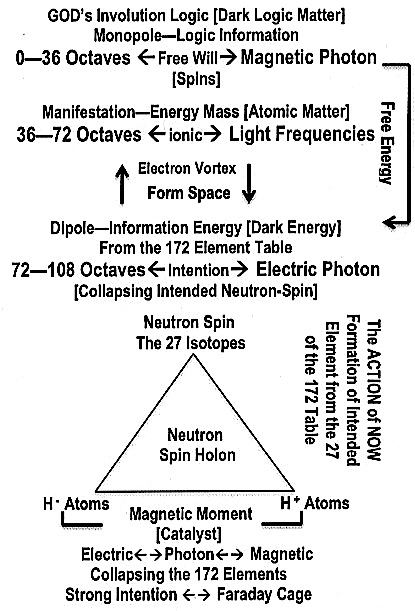 GOD's Involution Logic [Dark Logic Matter]
Monopole—Logic Information
0—36 Octaves ←Free Will→ Magnetic Photon
[Spins]
Manifestation—Energy Mass [Atomic Matter]
36—72 Octaves ←ionic→ Light Frequencies
Free Energy
Electron Vortex
Form Space
Dipole—Information Energy [Dark Energy]
From the 172 Element Table
72—108 Octaves←Intention→ Electric Photon
[Collapsing Intended Neutron-Spin]
Neutron Spin
The 27 Isotopes
The ACTION of NOW
Formation of Intended
Element from the 27
of the 172 Table
Neutron
Spin Holon
H- Atoms
H+ Atoms
Magnetic Moment
[Catalyst]
Electric←→Photon←→ Magnetic
Collapsing the 172 Elements
Strong Intention ←→ Faraday Cage